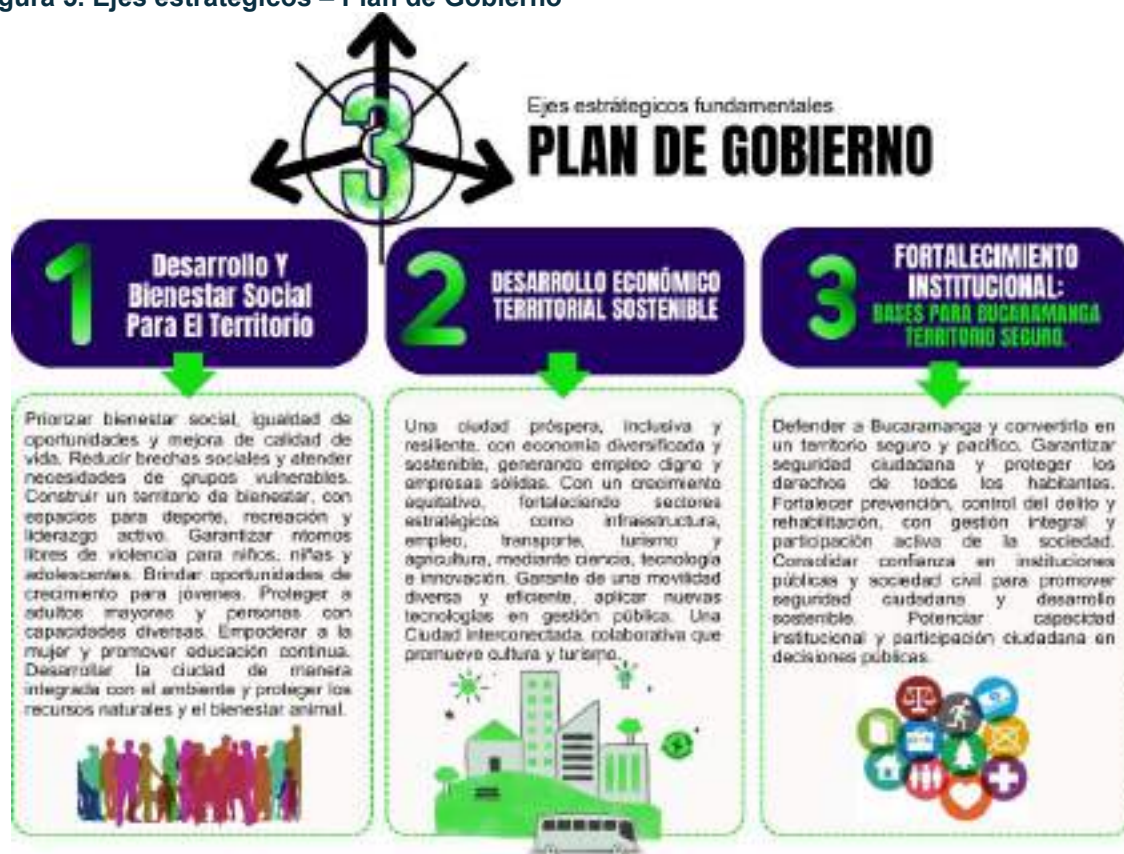 gura 3. Ejes estratégicos – Plan de Gobierno
3
Ejes estrátegicos fundamentales
PLAN DE GOBIERNO
1
Desarrollo Y
Bienestar Social
Para El Territorio
Priorizar bienestar social, igualdad de
oportunidades y mejora de calidad de
vida. Reducir brechas sociales y atender
necesidades de grupos vulnerables.
Construir un territorio de bienestar, con
espacios para deporte, recreación y
liderazgo activo. Garantizar ntornos
libres de violencia para niños, niñas y
adolescentes. Brindar oportunidades de
crecimiento para jóvenes. Proteger a
adultos mayores y personas con
capacidades diversas. Empoderar a la
mujer y promover educación continua.
Desarrollar la ciudad de manera
integrada con el ambiente y proteger los
recursos naturales y el bienestar animal.
2
DESARROLLO ECONÓMICO
TERRITORIAL SOSTENIBLE
Una ciudad próspera, inclusiva y
resiliente, con economía diversificada y
sostenible, generando empleo digno y
empresas sólidas. Con un crecimiento
equitativo, fortaleciendo sectores
estratégicos como infraestructura,
empleo, transporte, turismo y
agricultura, mediante ciencia, tecnología
e innovación. Garante de una movilidad
diversa y eficiente, aplicar nuevas
tecnologías en gestión pública. Una
Ciudad interconectada, colaborativa que
promueve cultura y turismo.
3
FORTALECIMIENTO
INSTITUCIONAL:
BASES PARA BUCARAMANGA
TERRITORIO SEGURO.
Defender a Bucaramanga y convertirla en
un territorio seguro y pacífico. Garantizar
seguridad ciudadana y proteger los
derechos de todos los habitantes.
Fortalecer prevención, control del delito y
rehabilitación, con gestión integral y
participación activa de la sociedad.
Consolidar confianza en instituciones
públicas y sociedad civil para promover
seguridad ciudadana y desarrollo
sostenible. Potenciar capacidad
institucional y participación ciudadana en
decisiones públicas.